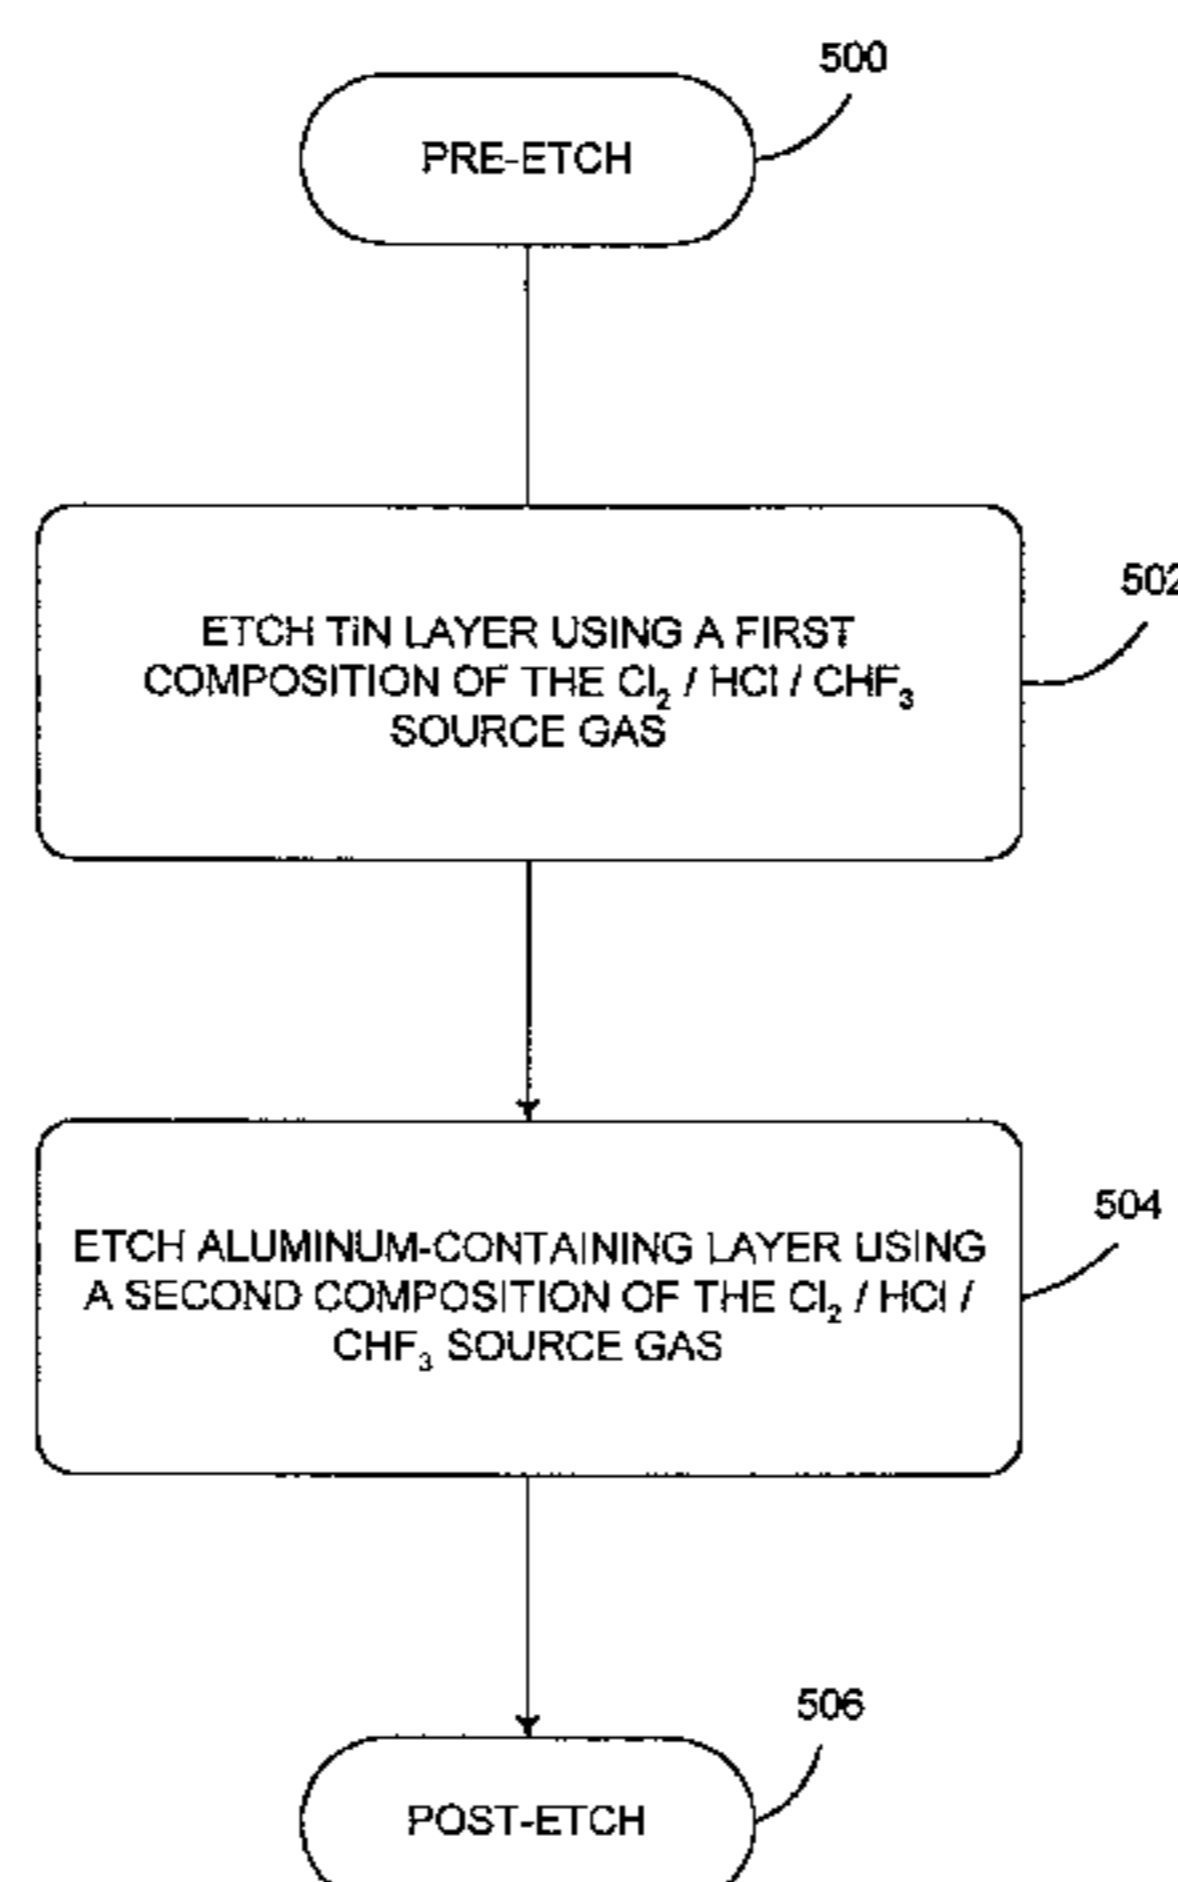 500
PRE-ETCH
502
ETCH TiN LAYER USING A FIRST
COMPOSITION OF THE Cl₂ / HCl / CHF₃
SOURCE GAS
504
ETCH ALUMINUM-CONTAINING LAYER USING
A SECOND COMPOSITION OF THE Cl₂ / HCl /
CHF₃ SOURCE GAS
506
POST-ETCH